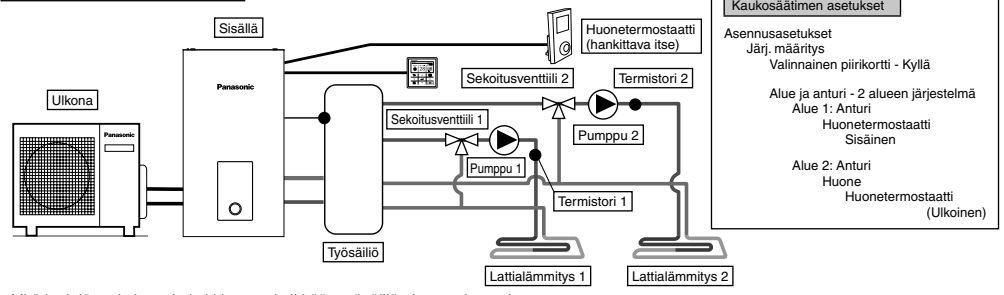 Kaukosäätimen asetukset
Asennusasetukset
Järj. määritys
Valinnainen piirikortti - Kyllä
Alue ja anturi - 2 alueen järjestelmä
Alue 1: Anturi
Huonetermostaatti
Sisäinen
Alue 2: Anturi
Huone
Huonetermostaatti
(Ulkoinen)
Sisällä
Huonetermostaatti
(hankittava itse)
Panasonic
Ulkona
Panasonic
Sekoitusventtiili 2
Termistori 2
Sekoitusventtiili 1
Pumppu 2
Pumppu 1
Termistori 1
Työsäiliö
Lattialämmitys 1
Lattialämmitys 2